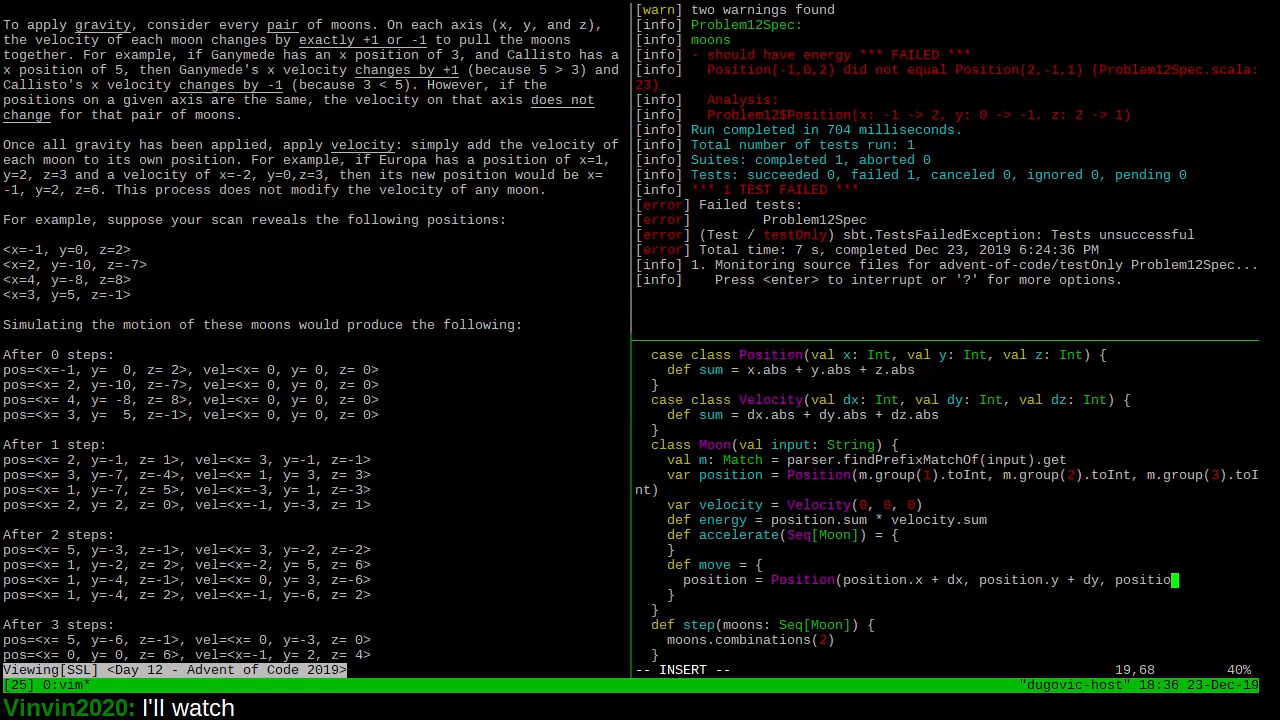 To apply gravity, consider every pair of moons. On each axis (x, y, and z),
the velocity of each moon changes by exactly +1 or -1 to pull the moons
together. For example, if Ganymede has an x position of 3, and Callisto has a
x position of 5, then Ganymede's x velocity changes by +1 (because 5 > 3) and
Callisto's x velocity changes by -1 (because 3 < 5). However, if the
positions on a given axis are the same, the velocity on that axis does not
change for that pair of moons.
Once all gravity has been applied, apply velocity: simply add the velocity of
each moon to its own position. For example, if Europa has a position of x=1,
y=2, z=3 and a velocity of x=-2, y=0,z=3, then its new position would be x=
-1, y=2, z=6. This process does not modify the velocity of any moon.
For example, suppose your scan reveals the following positions:
<x=-1, y=0, z=2>
<x=2, y=-10, z=-7>
<x=4, y=-8, z=8>
<x=3, y=5, z=-1>
Simulating the motion of these moons would produce the following:
After 0 steps:
pos=<x=-1, y=  0, z= 2>, vel=<x= 0, y= 0, z= 0>
pos=<x= 2, y=-10, z=-7>, vel=<x= 0, y= 0, z= 0>
pos=<x= 4, y= -8, z= 8>, vel=<x= 0, y= 0, z= 0>
pos=<x= 3, y=  5, z=-1>, vel=<x= 0, y= 0, z= 0>
After 1 step:
pos=<x= 2, y=-1, z= 1>, vel=<x= 3, y=-1, z=-1>
pos=<x= 3, y=-7, z=-4>, vel=<x= 1, y= 3, z= 3>
pos=<x= 1, y=-7, z= 5>, vel=<x=-3, y= 1, z=-3>
pos=<x= 2, y= 2, z= 0>, vel=<x=-1, y=-3, z= 1>
After 2 steps:
pos=<x= 5, y=-3, z=-1>, vel=<x= 3, y=-2, z=-2>
pos=<x= 1, y=-2, z= 2>, vel=<x=-2, y= 5, z= 6>
pos=<x= 1, y=-4, z=-1>, vel=<x= 0, y= 3, z=-6>
pos=<x= 1, y=-4, z= 2>, vel=<x=-1, y=-6, z= 2>
After 3 steps:
pos=<x= 5, y=-6, z=-1>, vel=<x= 0, y=-3, z= 0>
pos=<x= 0, y= 0, z= 6>, vel=<x=-1, y= 2, z= 4>
Viewing[SSL] <Day 12 - Advent of Code 2019>
[warn] two warnings found
[info] Problem12Spec:
[info] moons
[info] - should have energy *** FAILED ***
[info]   Position(-1,0,2) did not equal Position(2,-1,1) (Problem12Spec.scala:
23)
[info]   Analysis:
[info]   Problem12$Position(x: -1 -> 2, y: 0 -> -1, z: 2 -> 1)
[info] Run completed in 704 milliseconds.
[info] Total number of tests run: 1
[info] Suites: completed 1, aborted 0
[info] Tests: succeeded 0, failed 1, canceled 0, ignored 0, pending 0
[info] *** 1 TEST FAILED ***
[error] Failed tests:
[error]         Problem12Spec
[error] (Test / testOnly) sbt.TestsFailedException: Tests unsuccessful
[error] Total time: 7 s, completed Dec 23, 2019 6:24:36 PM
[info] 1. Monitoring source files for advent-of-code/testOnly Problem12Spec...
[info]    Press <enter> to interrupt or '?' for more options.
case class Position(val x: Int, val y: Int, val z: Int) {
def sum = x.abs + y.abs + z.abs
}
case class Velocity(val dx: Int, val dy: Int, val dz: Int) {
def sum = dx.abs + dy.abs + dz.abs
}
class Moon(val input: String) {
val m: Match = parser.findPrefixMatchOf(input).get
var position = Position(m.group(1).toInt, m.group(2).toInt, m.group(3).toI
nt)
var velocity = Velocity(0, 0, 0)
def energy = position.sum * velocity.sum
def accelerate(Seq[Moon]) = {
}
def move = {
position = Position(position.x + dx, position.y + dy, positio
}
}
def step(moons: Seq[Moon]) {
moons.combinations(2)
}
-- INSERT -- 19,68 40%
[25] 0:vim* "dugovic-host" 18:36 23-Dec-19
Vinvin2020: I'll watch